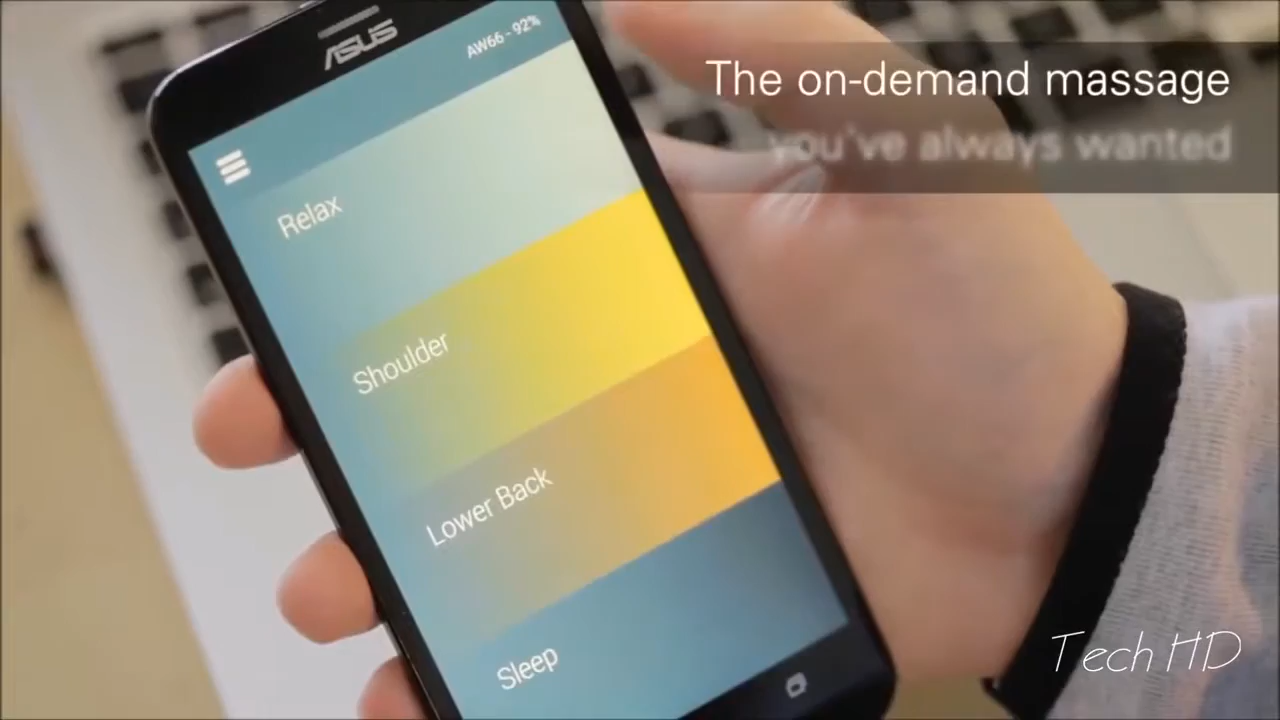 ASUS
AW66 - 92%
The on-demand massage
you've always wanted
Relax
Shoulder
Lower Back
Sleep
Tech HD